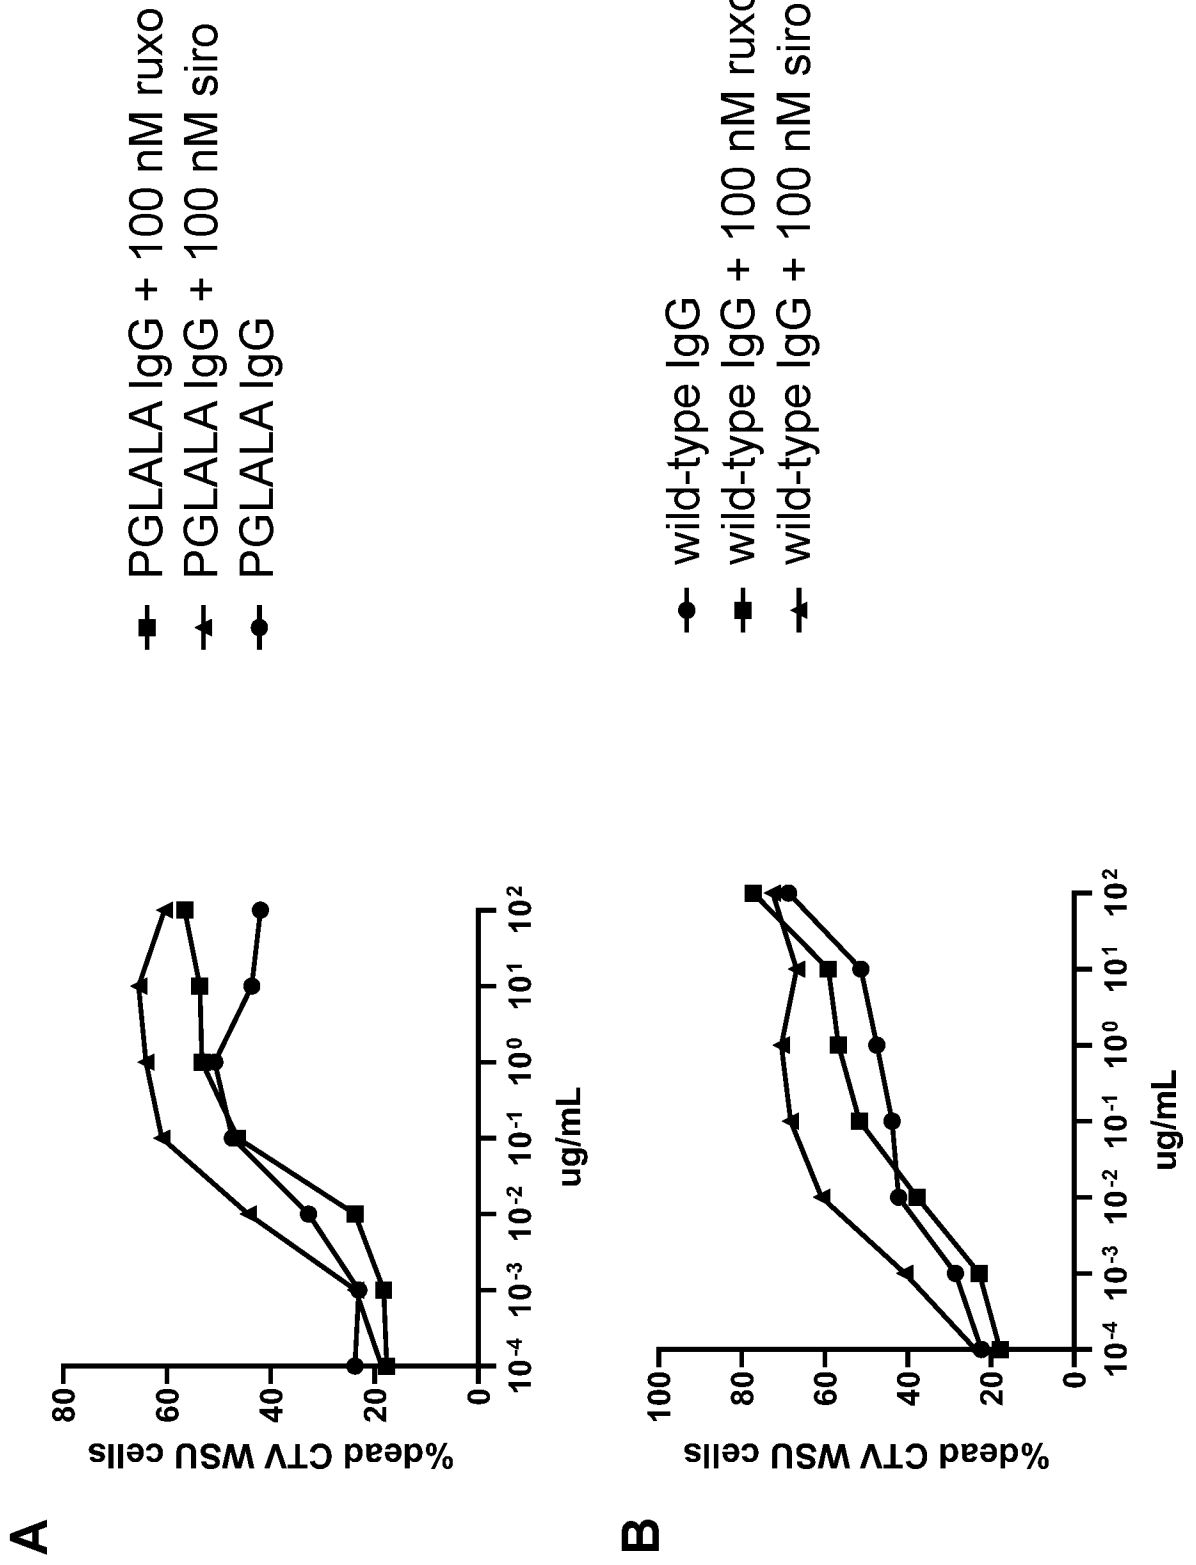 A
%dead CTV WSU cells
80
60
40
20
0
10-4
10-3
10-2
10-1
100
101
102
ug/mL
PGLALA IgG + 100 nM ruxo
PGLALA IgG + 100 nM siro
PGLALA IgG
B
%dead CTV WSU cells
100
80
60
40
20
0
10-4
10-3
10-2
10-1
100
101
102
ug/mL
wild-type IgG
wild-type IgG + 100 nM ruxo
wild-type IgG + 100 nM siro